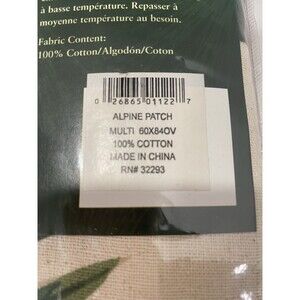 à basse température. Repasser à
moyenne température au besoin.
Fabric Content:
100% Cotton/Algodón/Coton
0 26865 01122 7
ALPINE PATCH
MULTI 60X84OV
100% COTTON
MADE IN CHINA
RN# 32293